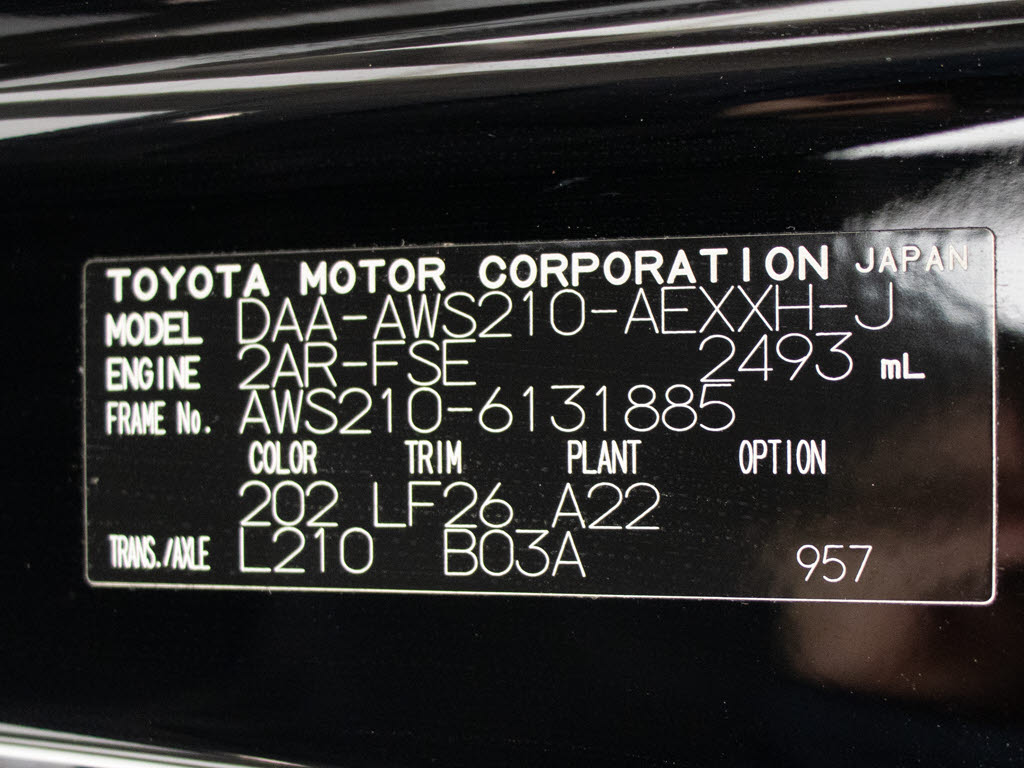 TOYOTA MOTOR CORPORATION JAPAN
MODEL DAA-AWS210-AEXXH-J
ENGINE 2AR-FSE 2493 mL
FRAME No. AWS210-6131885
COLOR TRIM PLANT OPTION
202 LF26 A22
TRANS./AXLE L210 B03A 957